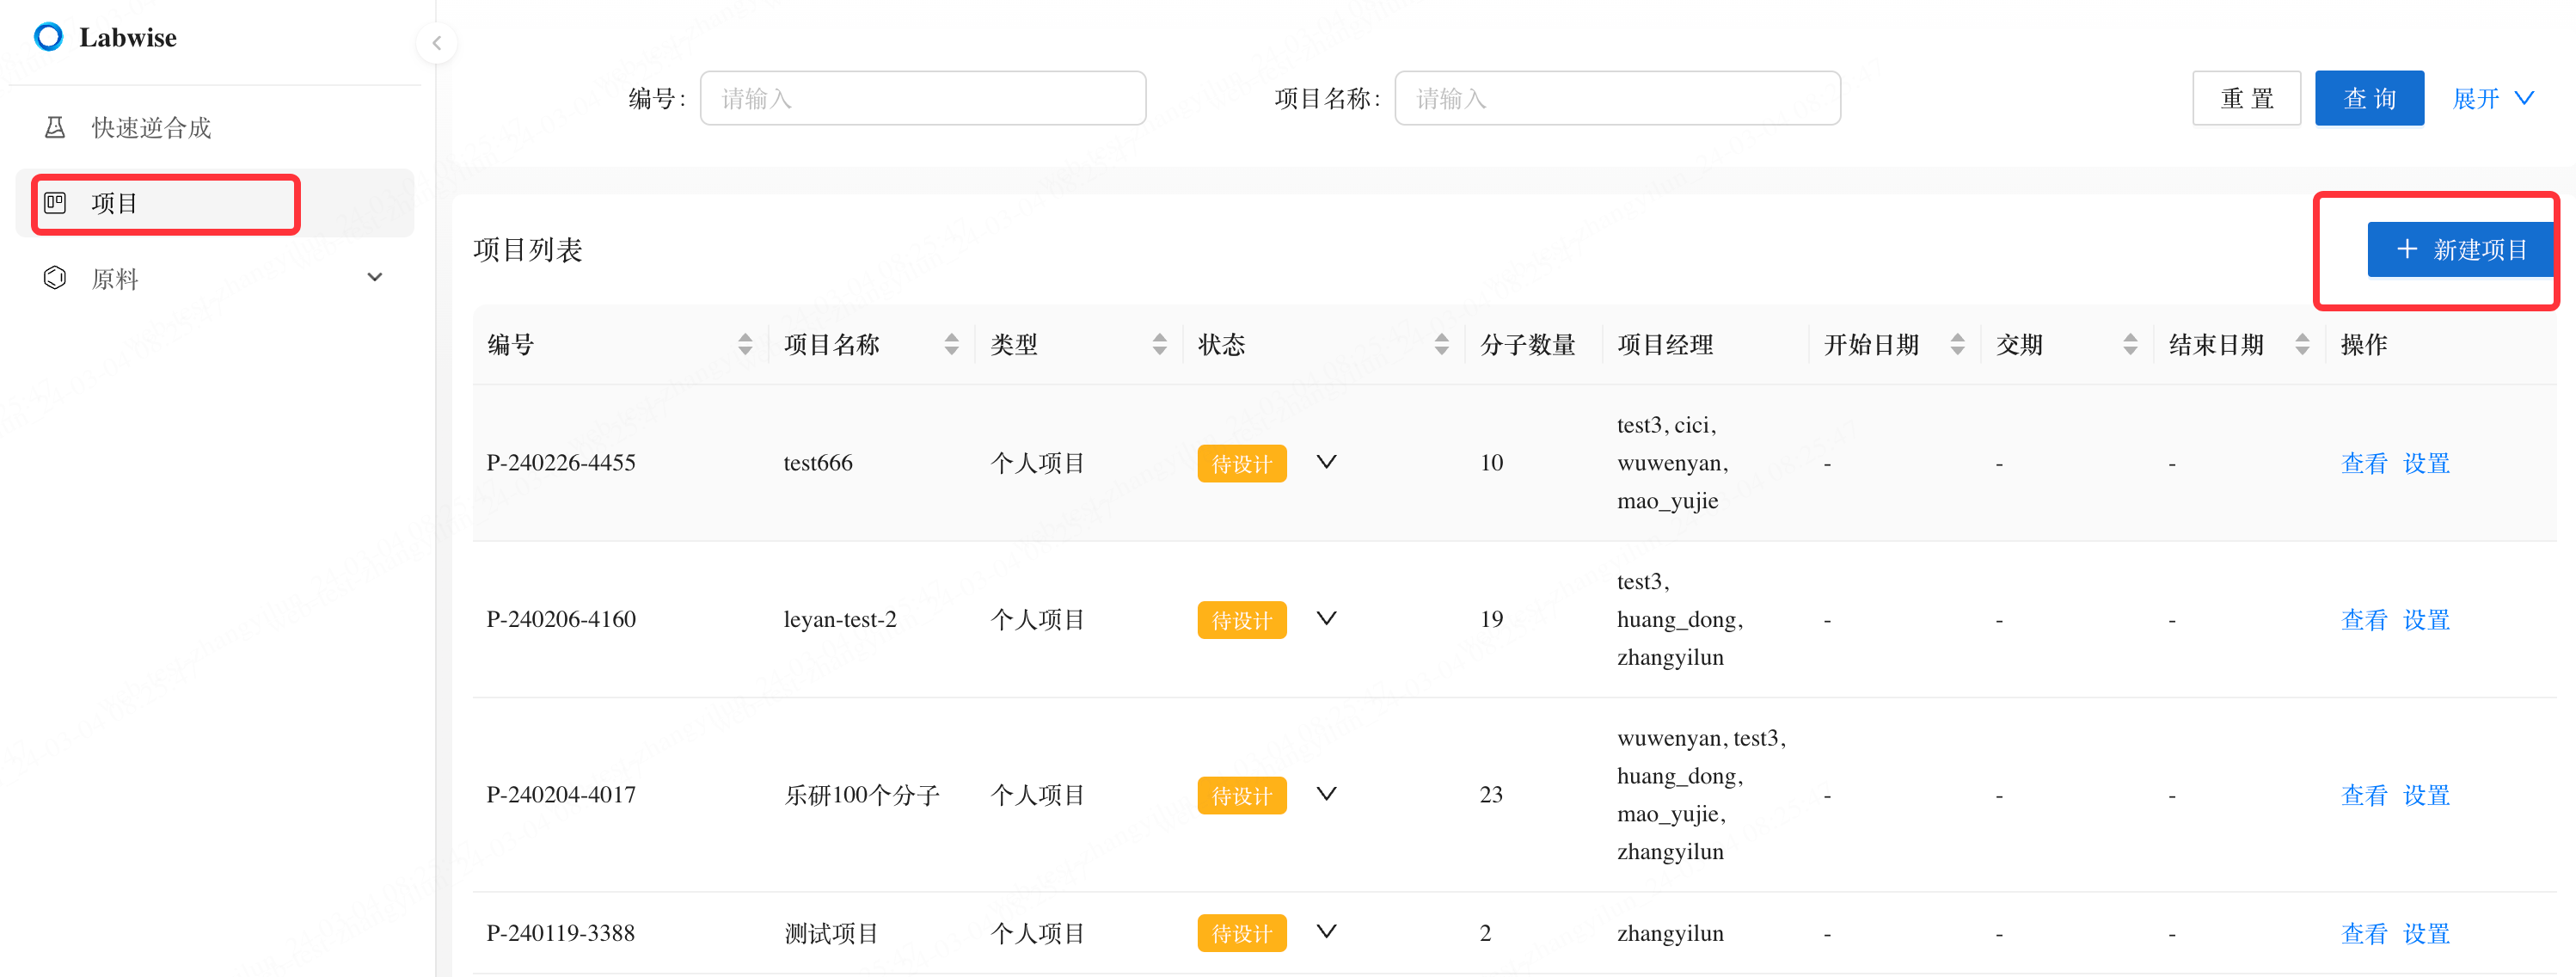 Labwise
快速逆合成
项目
原料
编号: 请输入 项目名称: 请输入 重 置 查 询 展开
项目列表
新建项目
编号 项目名称 类型 状态 分子数量 项目经理 开始日期 交期 结束日期 操作
P-240226-4455 test666 个人项目 待设计 10 test3, cici,
wuwenyan,
mao_yujie - - - 查看 设置
P-240206-4160 leyan-test-2 个人项目 待设计 19 test3,
huang_dong,
zhangyilun - - - 查看 设置
P-240204-4017 乐研100个分子 个人项目 待设计 23 wuwenyan, test3,
huang_dong,
mao_yujie,
zhangyilun - - - 查看 设置
P-240119-3388 测试项目 个人项目 待设计 2 zhangyilun - - - 查看 设置